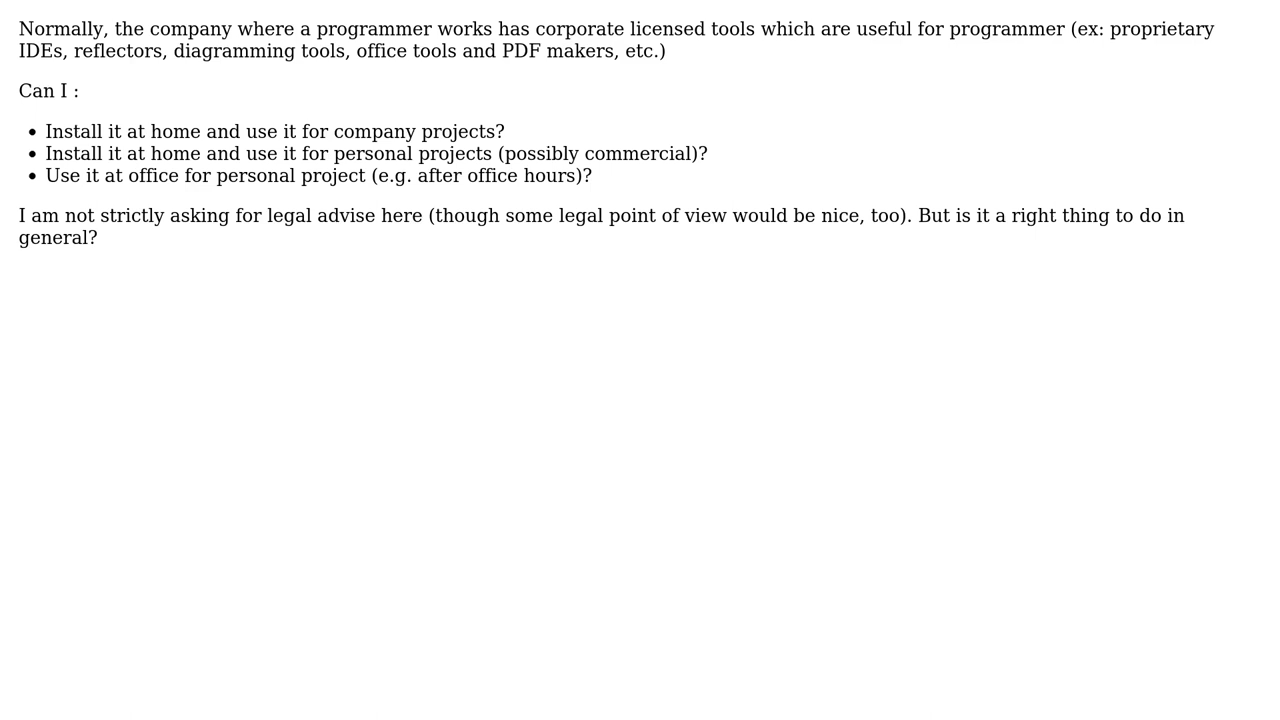 Normally, the company where a programmer works has corporate licensed tools which are useful for programmer (ex: proprietary
IDEs, reflectors, diagramming tools, office tools and PDF makers, etc.)
Can I :
• Install it at home and use it for company projects?
• Install it at home and use it for personal projects (possibly commercial)?
• Use it at office for personal project (e.g. after office hours)?
I am not strictly asking for legal advise here (though some legal point of view would be nice, too). But is it a right thing to do in
general?